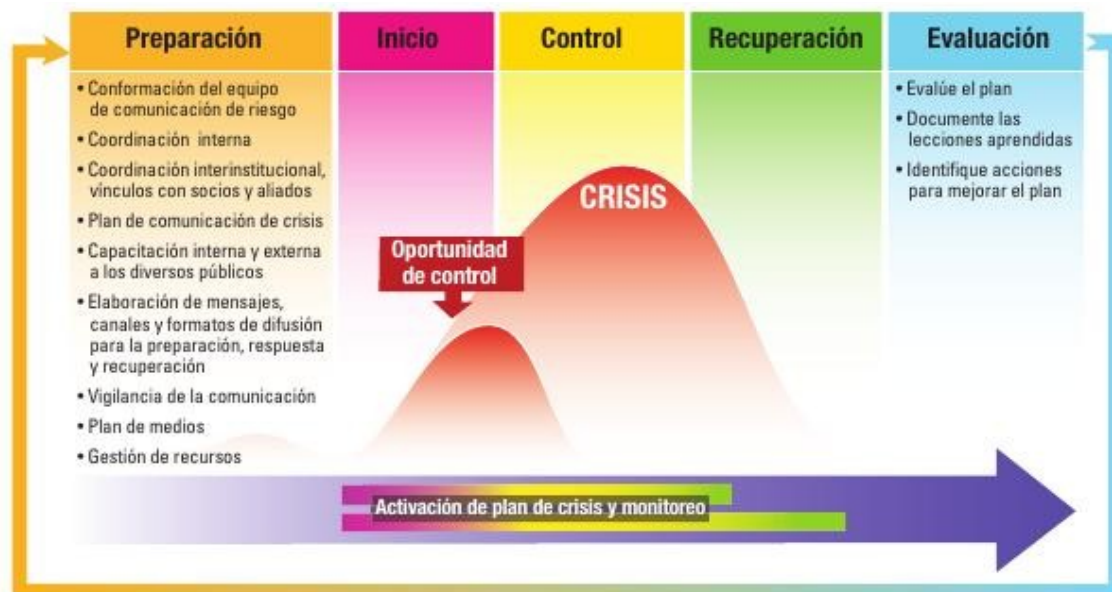 Preparación
Inicio
Control
Recuperación
Evaluación
• Conformación del equipo
de comunicación de riesgo
• Coordinación interna
• Coordinación interinstitucional,
vínculos con socios y aliados
• Plan de comunicación de crisis
• Capacitación interna y externa
a los diversos públicos
• Elaboración de mensajes,
canales y formatos de difusión
para la preparación, respuesta
y recuperación
• Vigilancia de la comunicación
• Plan de medios
• Gestión de recursos
Oportunidad
de control
CRISIS
• Evalúe el plan
• Documente las
lecciones aprendidas
• Identifique acciones
para mejorar el plan
Activación de plan de crisis y monitoreo